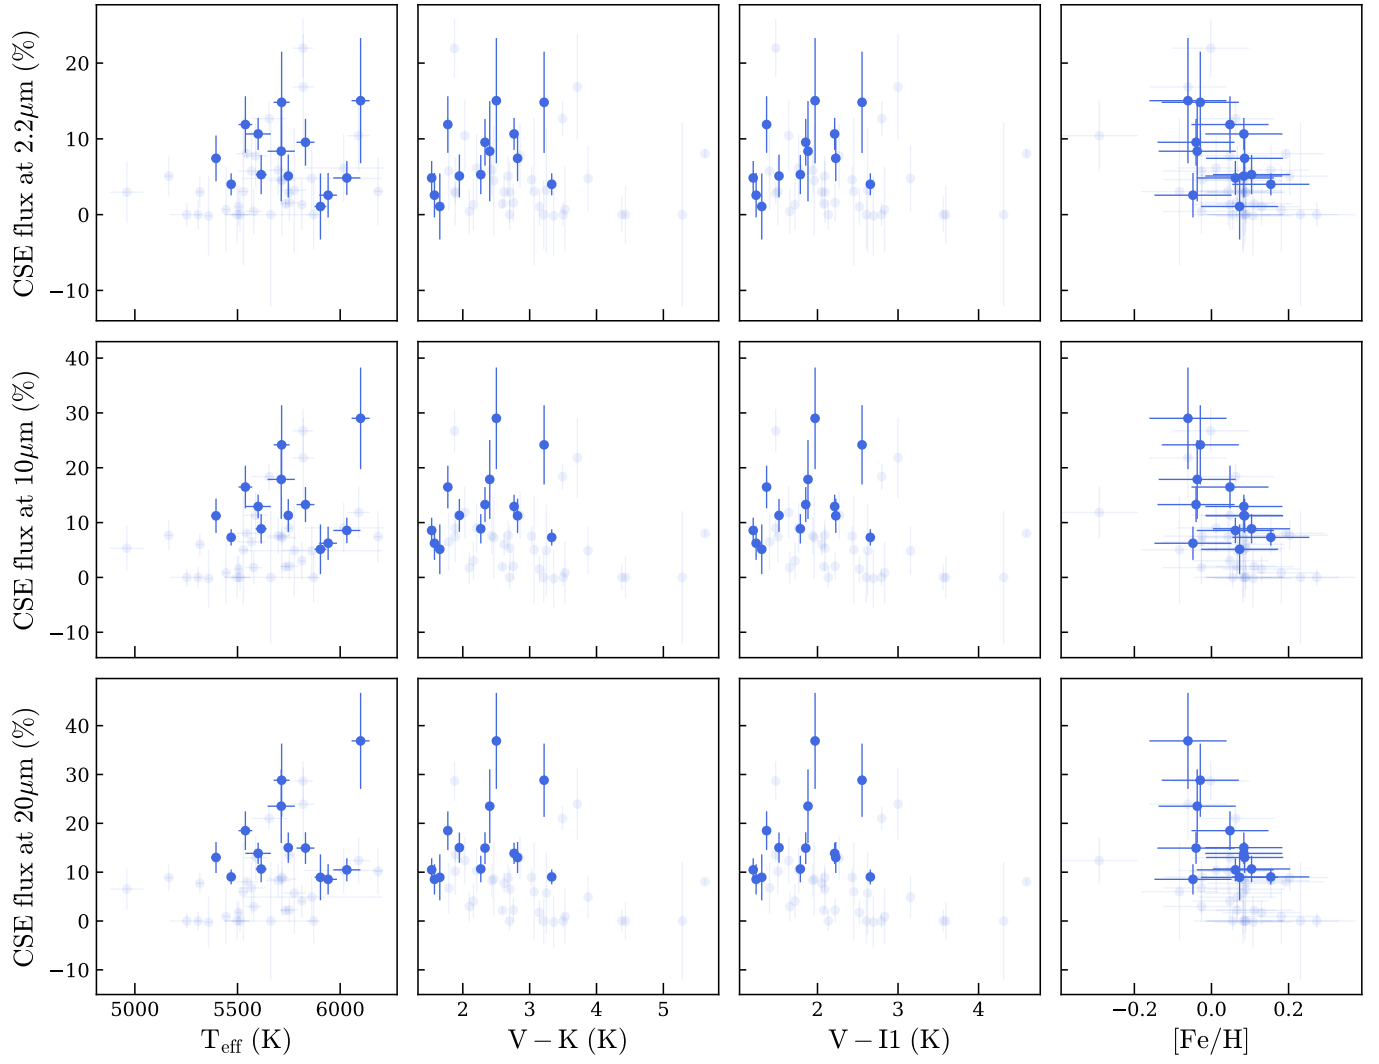 CSE flux at 2.2μm (%)
20
10
0
−10
CSE flux at 10μm (%)
40
30
20
10
0
−10
CSE flux at 20μm (%)
40
30
20
10
0
−10
5000 5500 6000
2 3 4 5
2 3 4
−0.2 0.0 0.2
T_eff (K)
V − K (K)
V − I1 (K)
[Fe/H]